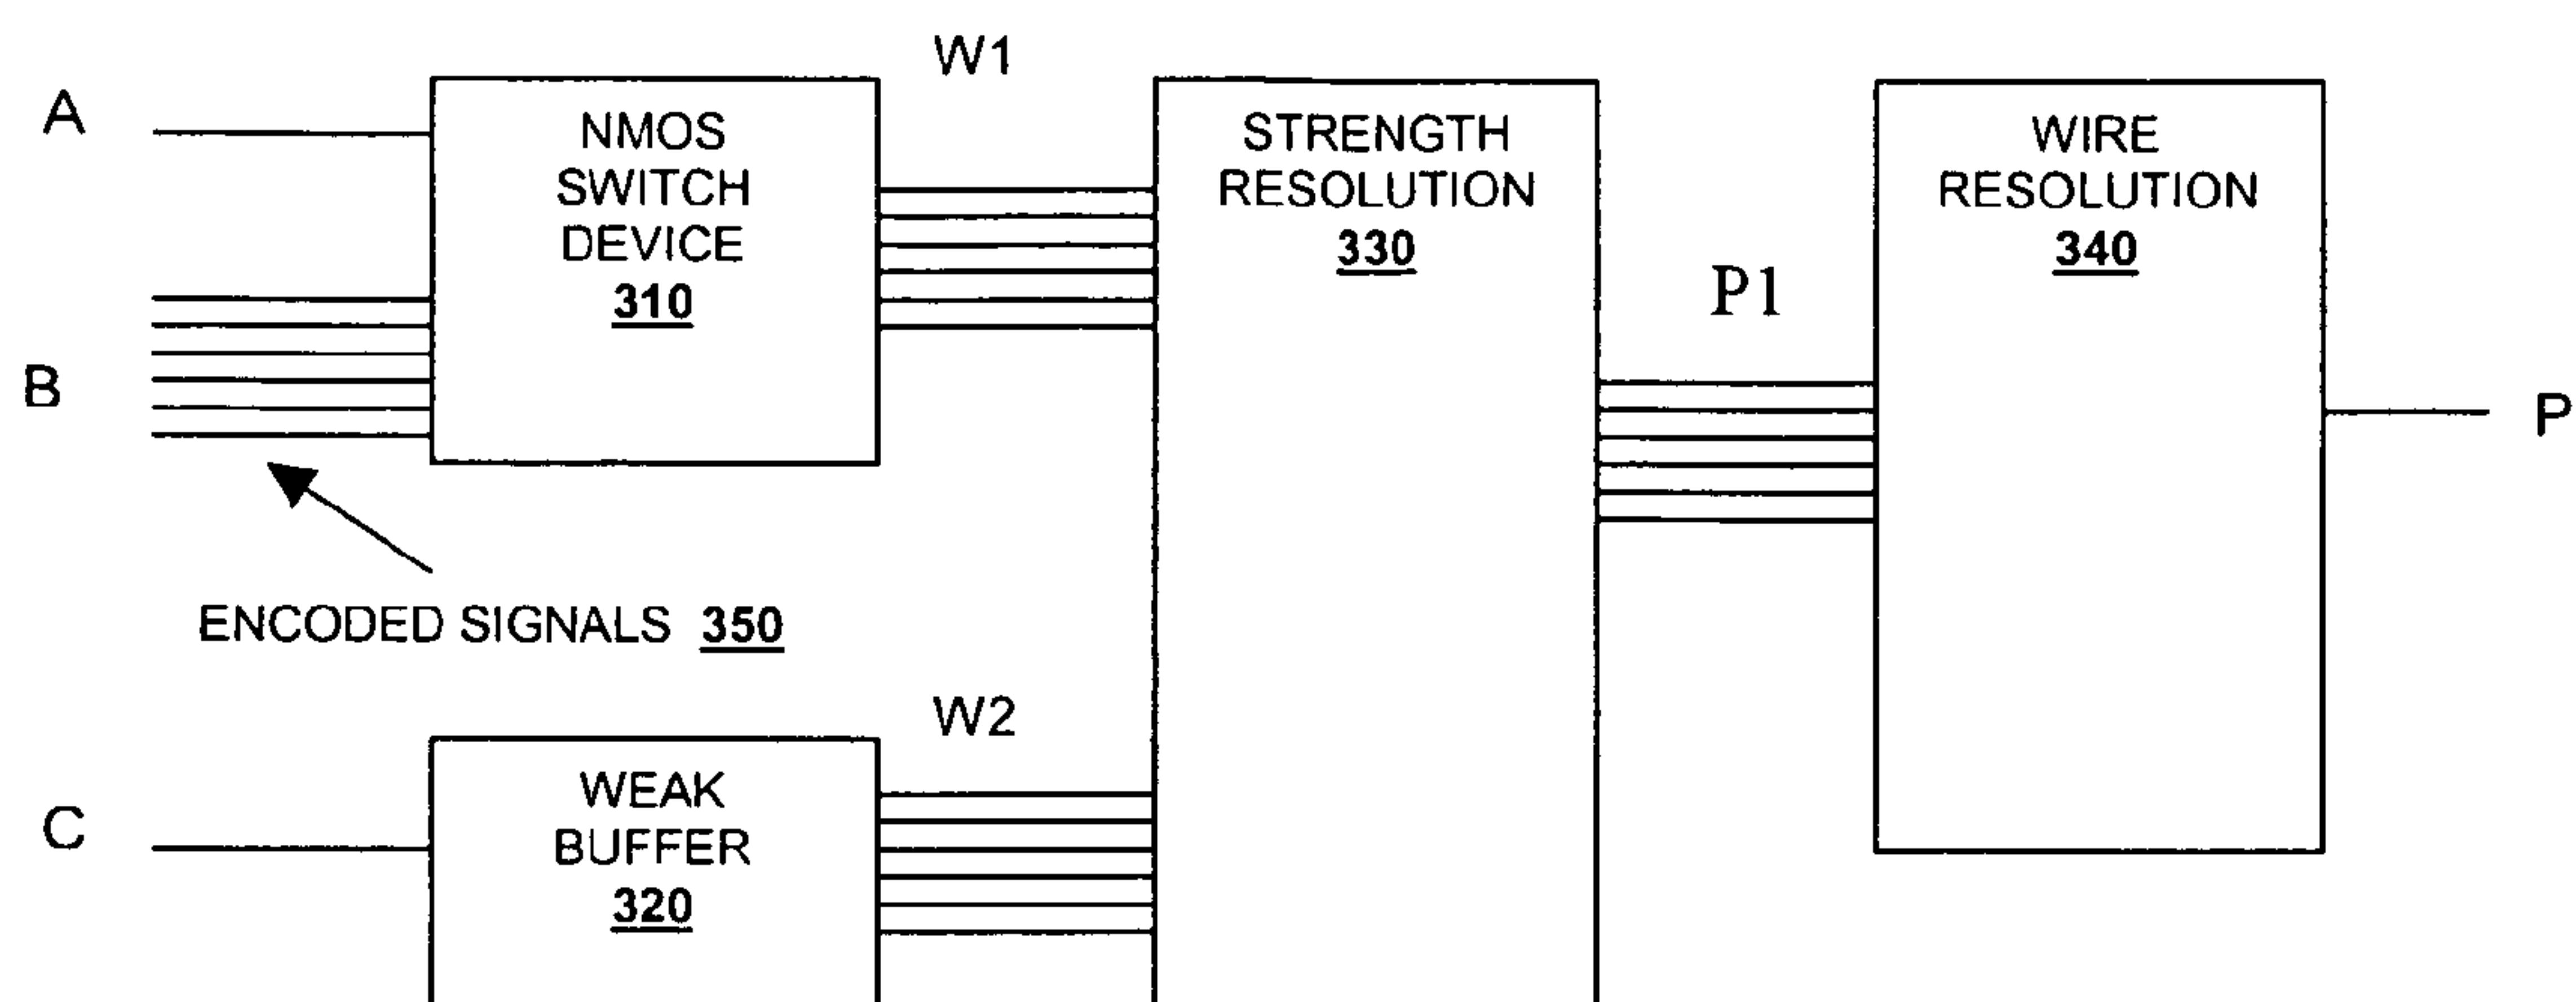 W1
A
NMOS
SWITCH
DEVICE
310
STRENGTH
RESOLUTION
330
WIRE
RESOLUTION
340
P1
B
P
ENCODED SIGNALS 350
W2
C
WEAK
BUFFER
320